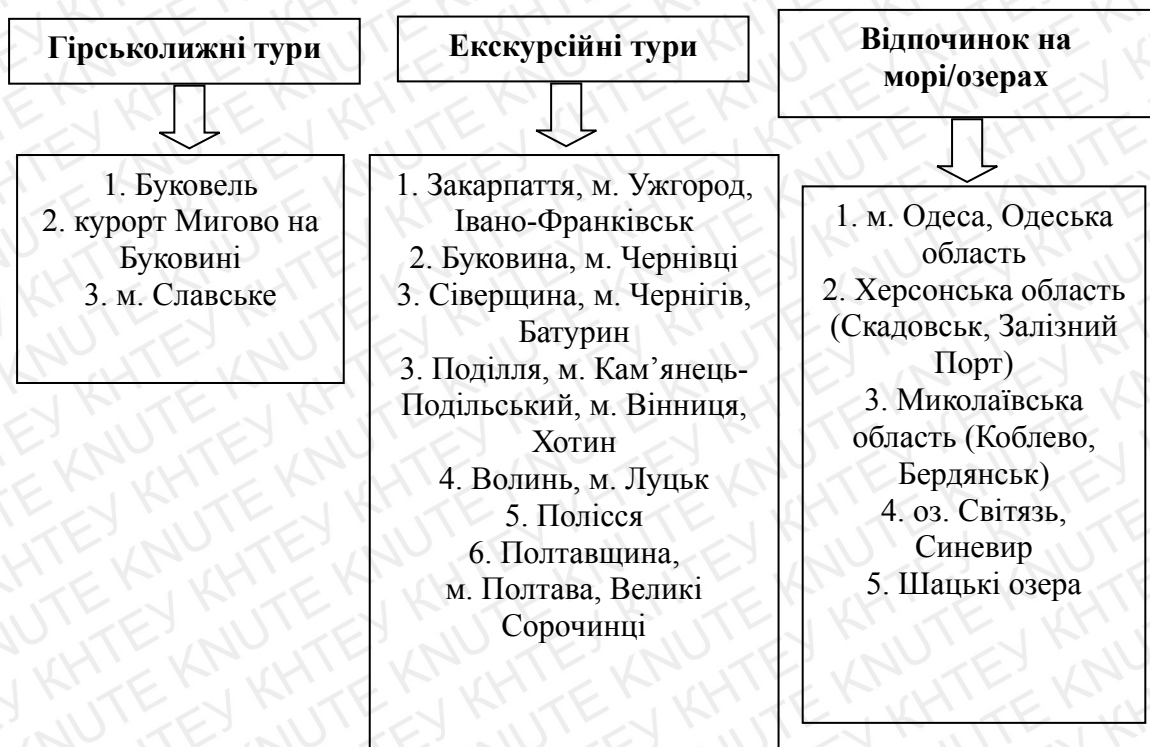 Гірськолижні тури
1. Буковель
2. курорт Мигово на
Буковині
3. м. Славське
Екскурсійні тури
1. Закарпаття, м. Ужгород,
Івано-Франківськ
2. Буковина, м. Чернівці
3. Сіверщина, м. Чернігів,
Батурин
3. Поділля, м. Кам’янець-
Подільський, м. Вінниця,
Хотин
4. Волинь, м. Луцьк
5. Полісся
6. Полтавщина,
м. Полтава, Великі
Сорочинці
Відпочинок на
морі/озерах
1. м. Одеса, Одеська
область
2. Херсонська область
(Скадовськ, Залізний
Порт)
3. Миколаївська
область (Коблево,
Бердянськ)
4. оз. Світязь,
Синевир
5. Шацькі озера